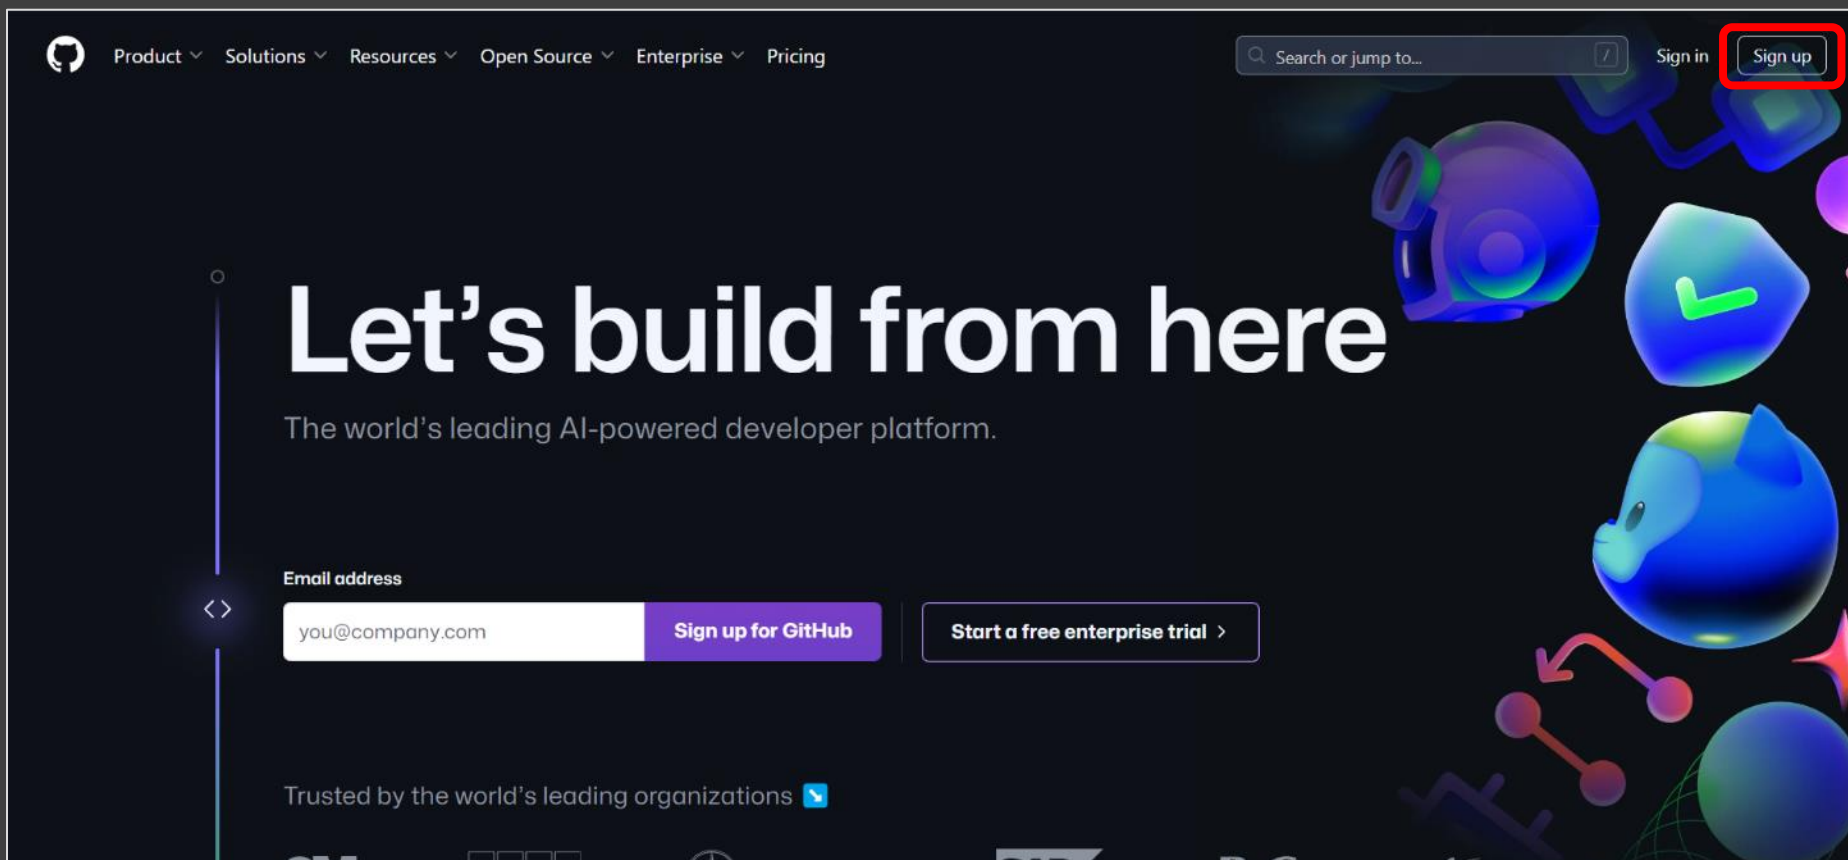 Product Solutions Resources Open Source Enterprise Pricing Search or jump to... / Sign in Sign up
Let's build from here
The world's leading AI-powered developer platform.
Email address
you@company.com Sign up for GitHub Start a free enterprise trial
Trusted by the world's leading organizations